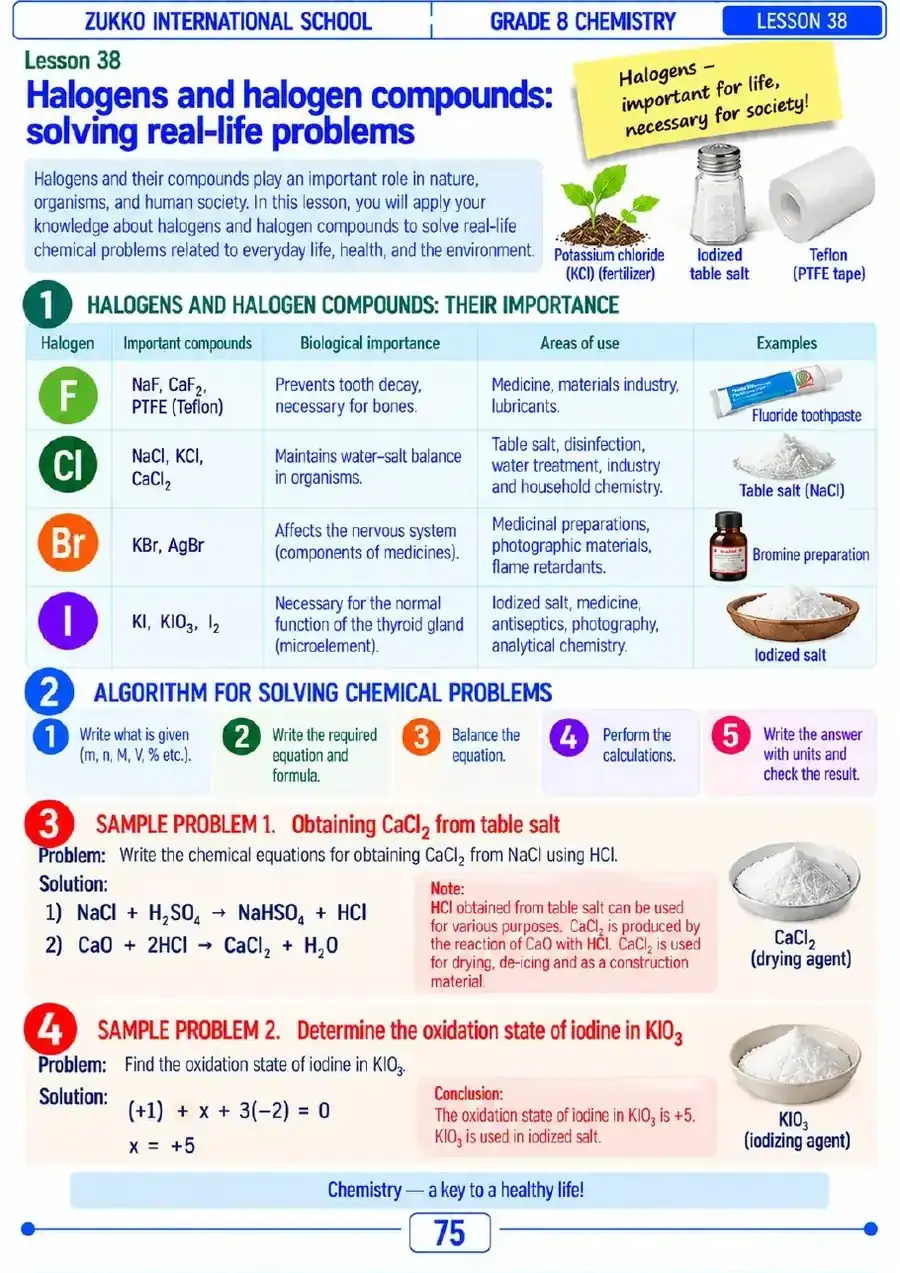 ZUKKO INTERNATIONAL SCHOOL
GRADE 8 CHEMISTRY
LESSON 38
Lesson 38
Halogens and halogen compounds:
solving real-life problems
Halogens –
important for life,
necessary for society!
Halogens and their compounds play an important role in nature,
organisms, and human society. In this lesson, you will apply your
knowledge about halogens and halogen compounds to solve real-life
chemical problems related to everyday life, health, and the environment.
Potassium chloride
(KCl) (fertilizer)
Iodized
table salt
Teflon
(PTFE tape)
1 HALOGENS AND HALOGEN COMPOUNDS: THEIR IMPORTANCE
Halogen
Important compounds
Biological importance
Areas of use
Examples
F
NaF, CaF₂,
PTFE (Teflon)
Prevents tooth decay,
necessary for bones.
Medicine, materials industry,
lubricants.
Fluoride toothpaste
Cl
NaCl, KCl,
CaCl₂
Maintains water–salt balance
in organisms.
Table salt, disinfection,
water treatment, industry
and household chemistry.
Table salt (NaCl)
Br
KBr, AgBr
Affects the nervous system
(components of medicines).
Medicinal preparations,
photographic materials,
flame retardants.
Bromine preparation
I
KI, KIO₃, I₂
Necessary for the normal
function of the thyroid gland
(microelement).
Iodized salt, medicine,
antiseptics, photography,
analytical chemistry.
Iodized salt
2 ALGORITHM FOR SOLVING CHEMICAL PROBLEMS
1 Write what is given
(m, n, M, V, % etc.).
2 Write the required
equation and
formula.
3 Balance the
equation.
4 Perform the
calculations.
5 Write the answer
with units and
check the result.
3 SAMPLE PROBLEM 1. Obtaining CaCl₂ from table salt
Problem: Write the chemical equations for obtaining CaCl₂ from NaCl using HCl.
Solution:
1) NaCl + H₂SO₄ → NaHSO₄ + HCl
2) CaO + 2HCl → CaCl₂ + H₂O
Note:
HCl obtained from table salt can be used
for various purposes. CaCl₂ is produced by
the reaction of CaO with HCl. CaCl₂ is used
for drying, de-icing and as a construction
material.
CaCl₂
(drying agent)
4 SAMPLE PROBLEM 2. Determine the oxidation state of iodine in KIO₃
Problem: Find the oxidation state of iodine in KIO₃.
Solution:
(+1) + x + 3(−2) = 0
x = +5
Conclusion:
The oxidation state of iodine in KIO₃ is +5.
KIO₃ is used in iodized salt.
KIO₃
(iodizing agent)
Chemistry — a key to a healthy life!
75